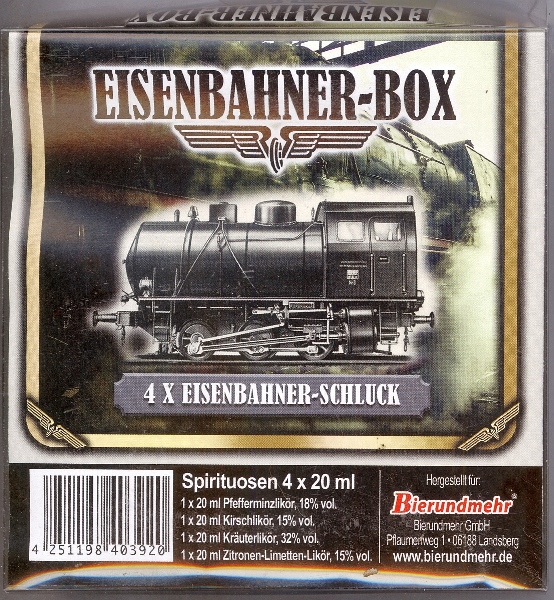 EISENBAHNER-BOX
EISENBAHNER-BOX
4 X EISENBAHNER-SCHLUCK
4 251198 403920
Spirituosen 4 x 20 ml
1 x 20 ml Pfefferminzlikör, 18% vol.
1 x 20 ml Kirschlikör, 15% vol.
1 x 20 ml Kräuterlikör, 32% vol.
1 x 20 ml Zitronen-Limetten-Likör, 15% vol.
Hergestellt für:
Bierundmehr®
Bierundmehr GmbH
Pflaumenweg 1 • 06188 Landsberg
www.bierundmehr.de